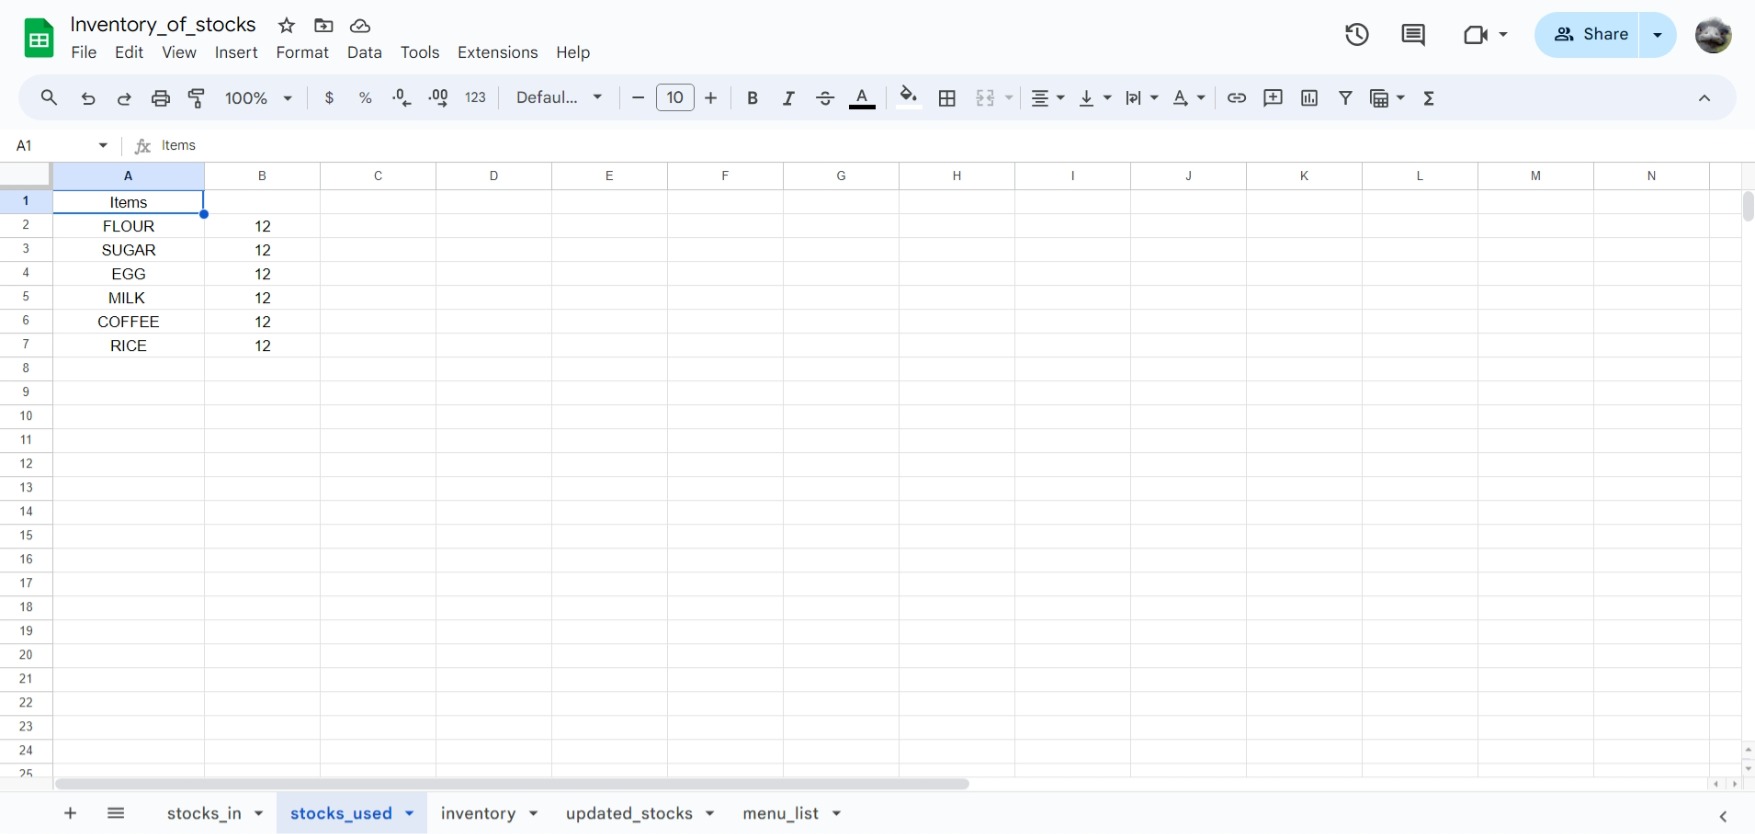 Inventory_of_stocks
File Edit View Insert Format Data Tools Extensions Help
Share
100% $ % .0 .00 123 Defaul... 10 B I S A A Σ
A1 fx Items
A B C D E F G H I J K L M N
1 Items
2 FLOUR 12
3 SUGAR 12
4 EGG 12
5 MILK 12
6 COFFEE 12
7 RICE 12
8
9
10
11
12
13
14
15
16
17
18
19
20
21
22
23
24
25
stocks_in stocks_used inventory updated_stocks menu_list